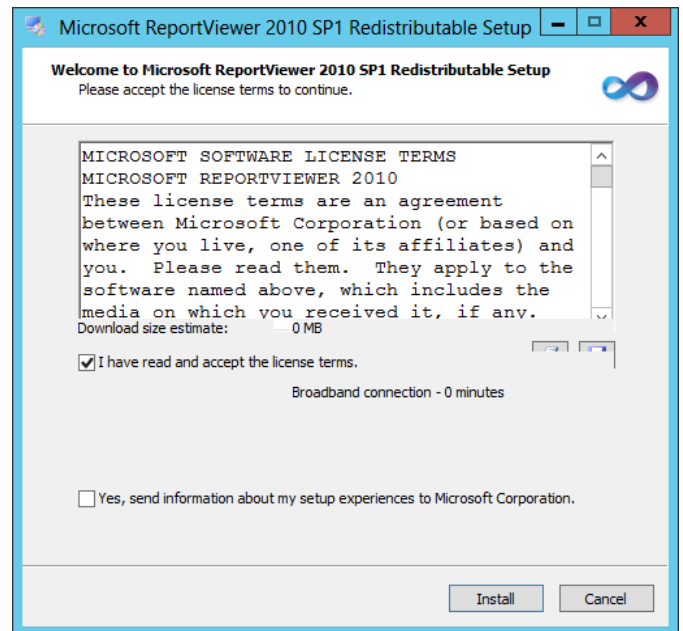 Microsoft ReportViewer 2010 SP1 Redistributable Setup
Welcome to Microsoft ReportViewer 2010 SP1 Redistributable Setup
Please accept the license terms to continue.
MICROSOFT SOFTWARE LICENSE TERMS
MICROSOFT REPORTVIEWER 2010
These license terms are an agreement
between Microsoft Corporation (or based on
where you live, one of its affiliates) and
you.  Please read them.  They apply to the
software named above, which includes the
media on which you received it, if any.
Download size estimate: 0 MB
I have read and accept the license terms.
Broadband connection - 0 minutes
Yes, send information about my setup experiences to Microsoft Corporation.
Install Cancel